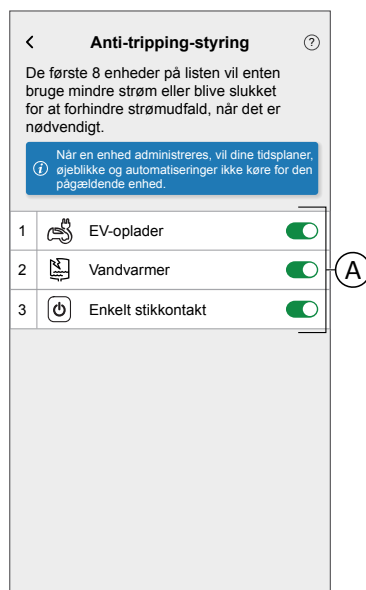 Anti-tripping-styring
De første 8 enheder på listen vil enten
bruge mindre strøm eller blive slukket
for at forhindre strømudfald, når det er
nødvendigt.
Når en enhed administreres, vil dine tidsplaner,
øjeblikke og automatiseringer ikke køre for den
pågældende enhed.
1 EV-oplader
2 Vandvarmer
3 Enkelt stikkontakt
A